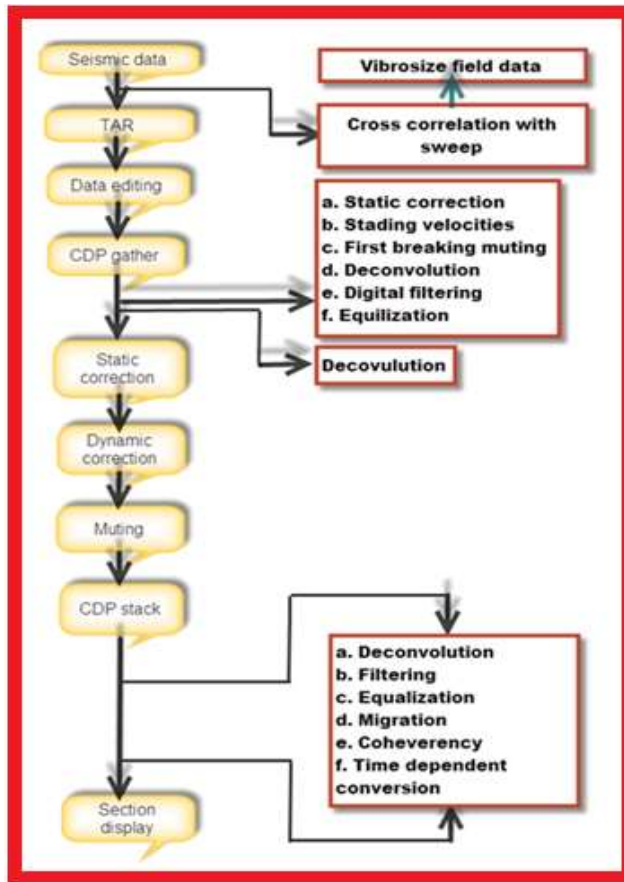 Seismic data
Vibrosize field data
TAR
Cross correlation with
sweep
Data editing
CDP gather
a. Static correction
b. Stading velocities
c. First breaking muting
d. Deconvolution
e. Digital filtering
f. Equilization
Static
correction
Decovulution
Dynamic
correction
Muting
CDP stack
a. Deconvolution
b. Filtering
c. Equalization
d. Migration
e. Coheverency
f. Time dependent
conversion
Section
display